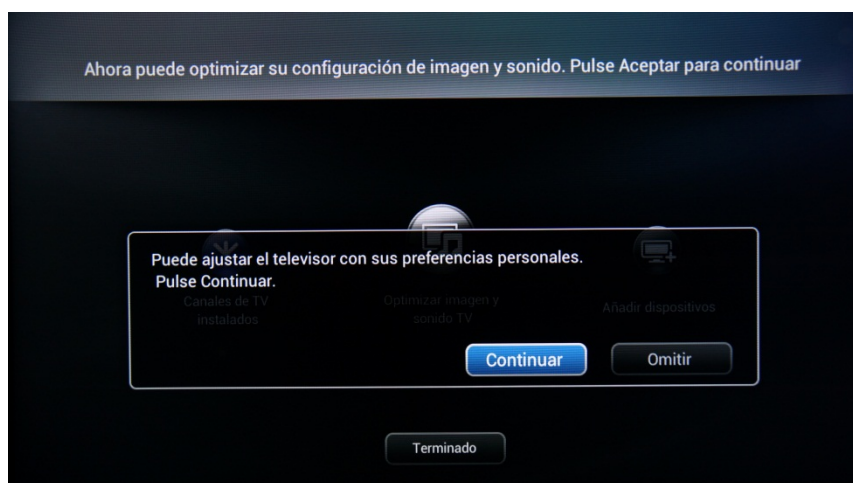 Ahora puede optimizar su configuración de imagen y sonido. Pulse Aceptar para continuar
Puede ajustar el televisor con sus preferencias personales.
Pulse Continuar.
Canales de TV
instalados
Optimizar imagen y
sonido TV
Añadir dispositivos
Continuar
Omitir
Terminado